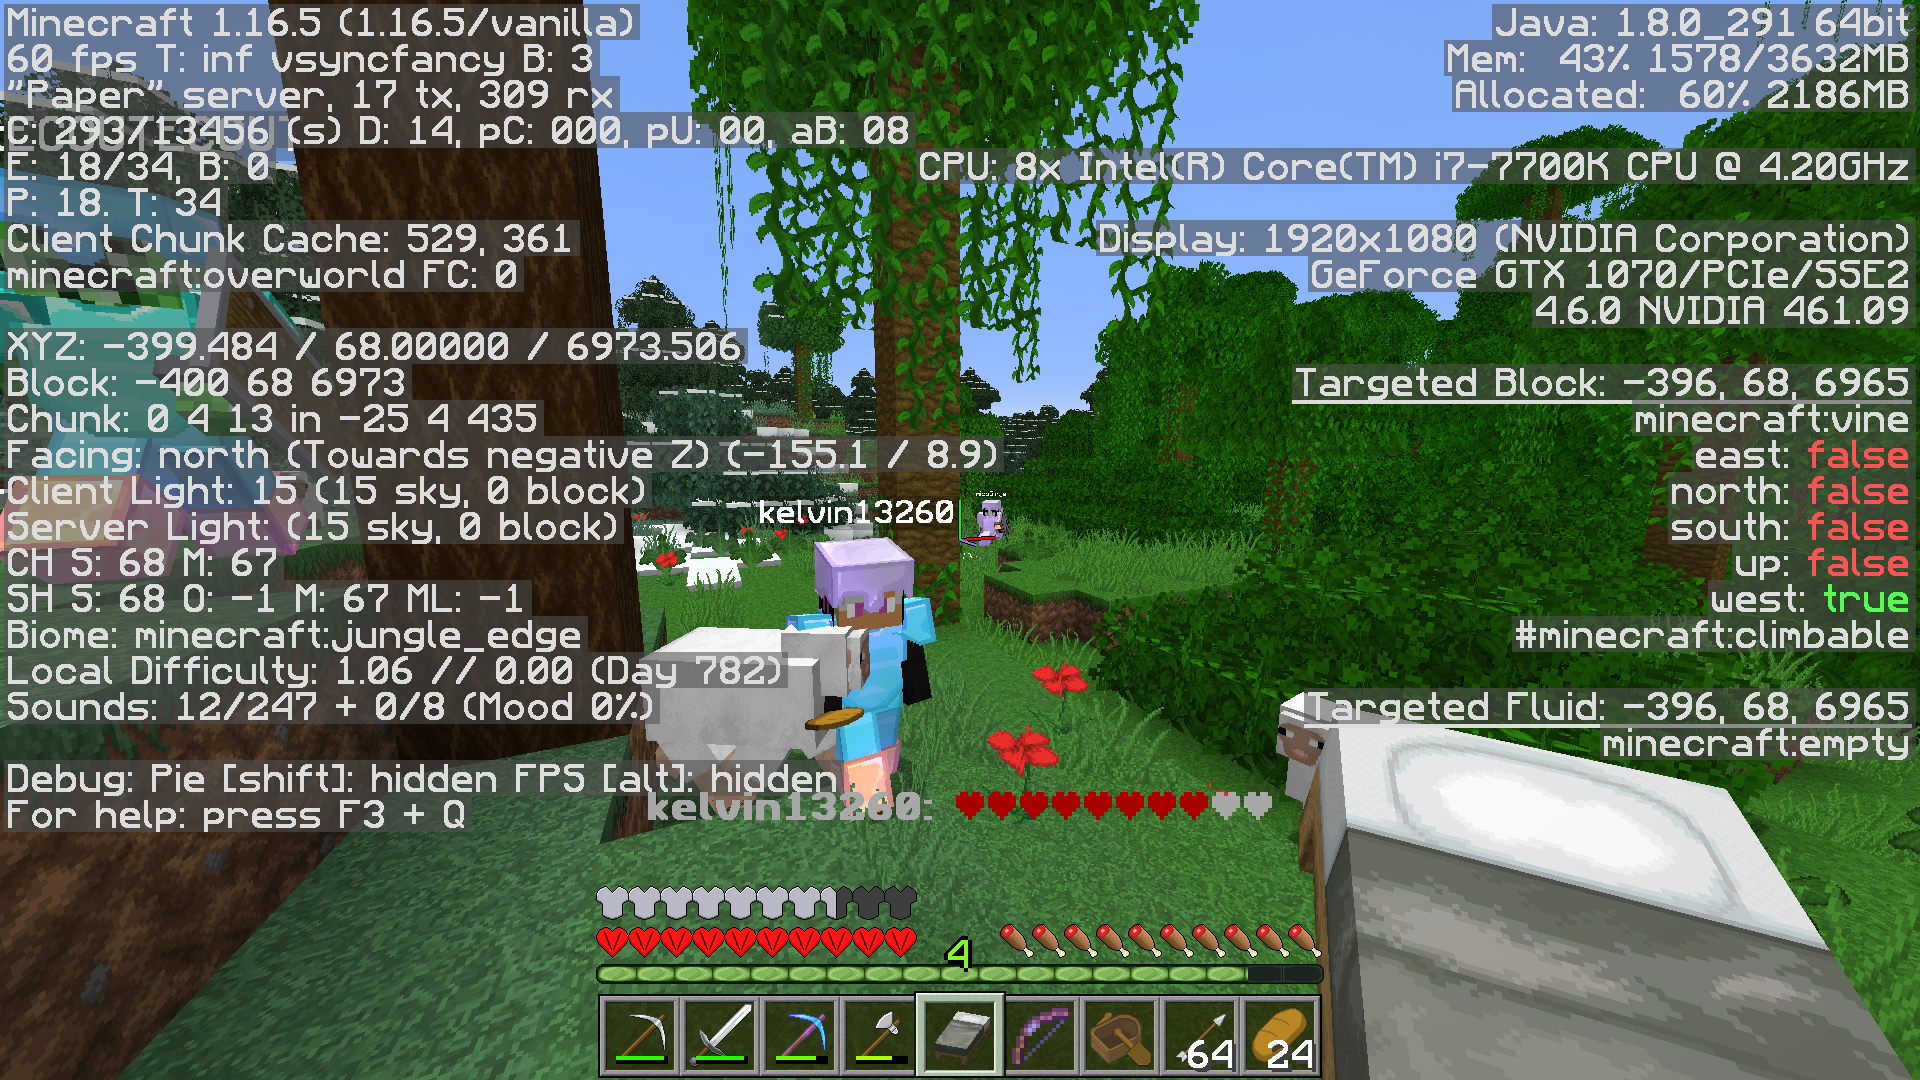 Minecraft 1.16.5 (1.16.5/vanilla)
60 fps T: inf vsyncfancy B: 3
"Paper" server, 17 tx, 309 rx
C: 293/13456 (s) D: 14, pC: 000, pU: 00, aB: 08
E: 18/34, B: 0
P: 18. T: 34
Client Chunk Cache: 529, 361
minecraft:overworld FC: 0
XYZ: -399.484 / 68.00000 / 6973.506
Block: -400 68 6973
Chunk: 0 4 13 in -25 4 435
Facing: north (Towards negative Z) (-155.1 / 8.9)
Client Light: 15 (15 sky, 0 block)
Server Light: (15 sky, 0 block)
CH S: 68 M: 67
SH S: 68 O: -1 M: 67 ML: -1
Biome: minecraft:jungle_edge
Local Difficulty: 1.06 // 0.00 (Day 782)
Sounds: 12/247 + 0/8 (Mood 0%)
Debug: Pie [shift]: hidden FPS [alt]: hidden
For help: press F3 + Q
Java: 1.8.0_291 64bit
Mem: 43% 1578/3632MB
Allocated: 60% 2186MB
CPU: 8x Intel(R) Core(TM) i7-7700K CPU @ 4.20GHz
Display: 1920x1080 (NVIDIA Corporation)
GeForce GTX 1070/PCIe/SSE2
4.6.0 NVIDIA 461.09
Targeted Block: -396, 68, 6965
minecraft:vine
east: false
north: false
south: false
up: false
west: true
#minecraft:climbable
Targeted Fluid: -396, 68, 6965
minecraft:empty
kelvin13260
kelvin13260:
4
64
24